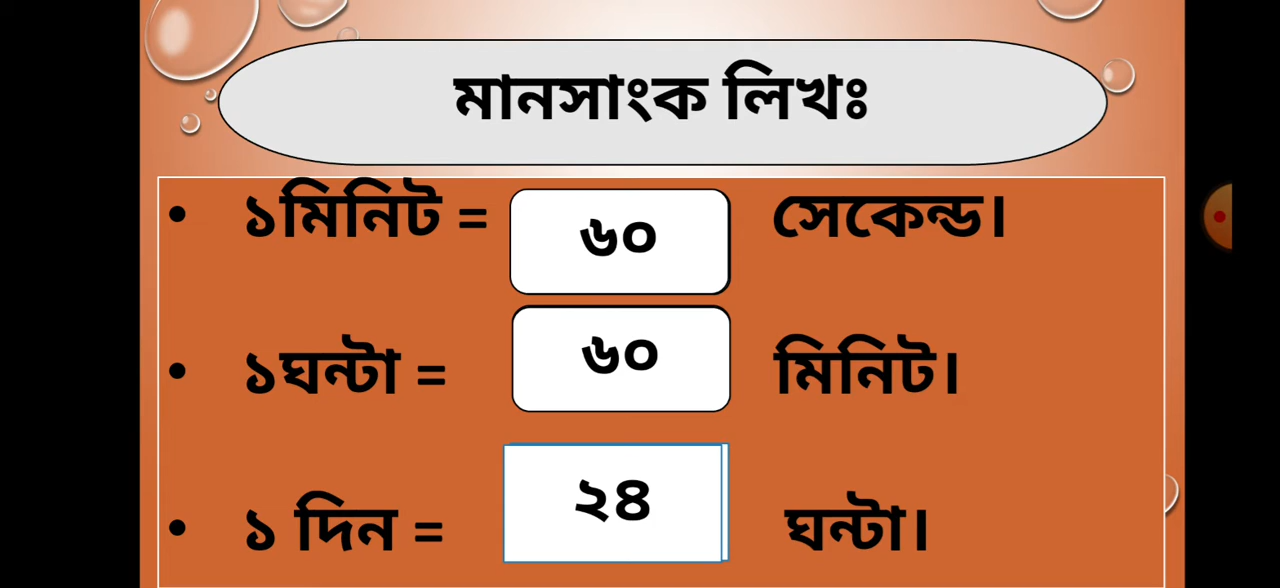 মানসাংক লিখঃ
• ১মিনিট = ৬০ সেকেন্ড।
• ১ঘন্টা = ৬০ মিনিট।
• ১ দিন = ২৪ ঘন্টা।